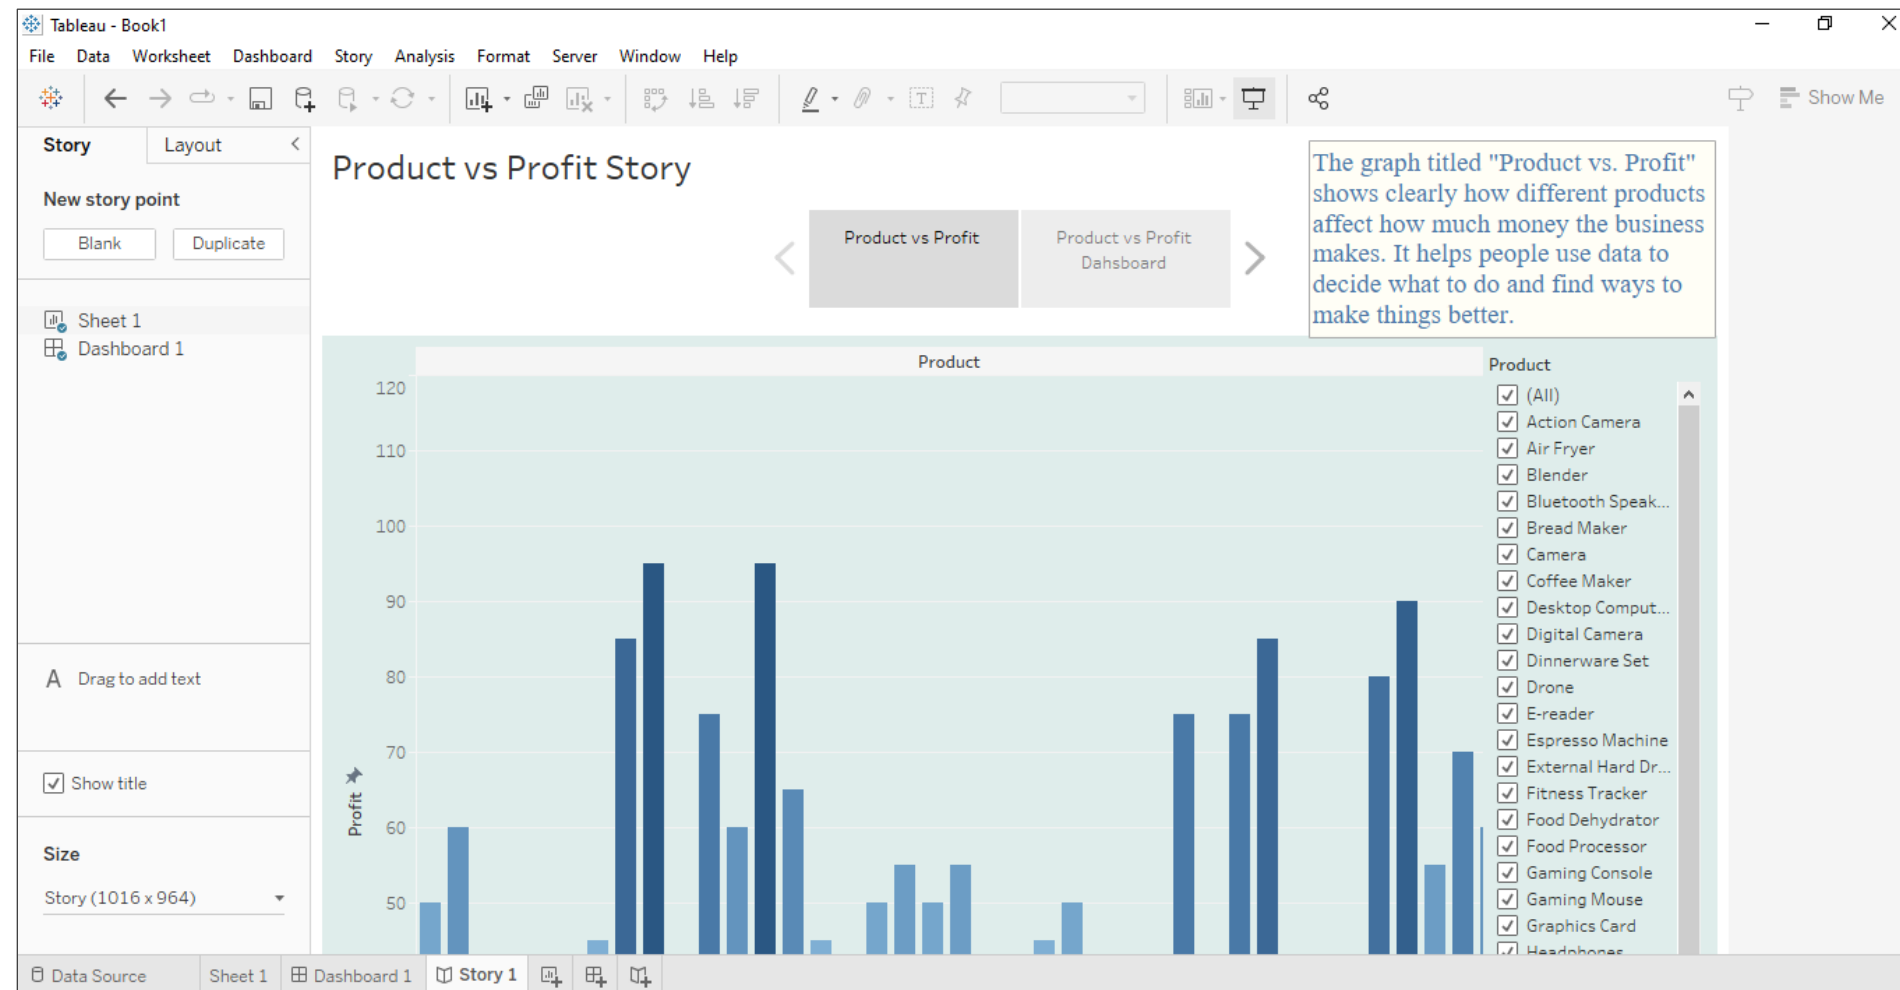 Tableau - Book1
File Data Worksheet Dashboard Story Analysis Format Server Window Help
Show Me
Story Layout
New story point
Blank Duplicate
Sheet 1
Dashboard 1
A Drag to add text
Show title
Size
Story (1016 x 964)
Product vs Profit Story
Product vs Profit
Product vs Profit
Dahsboard
The graph titled "Product vs. Profit"
shows clearly how different products
affect how much money the business
makes. It helps people use data to
decide what to do and find ways to
make things better.
Product
120
110
100
90
80
70
60
50
Profit
Product
(All)
Action Camera
Air Fryer
Blender
Bluetooth Speak...
Bread Maker
Camera
Coffee Maker
Desktop Comput...
Digital Camera
Dinnerware Set
Drone
E-reader
Espresso Machine
External Hard Dr...
Fitness Tracker
Food Dehydrator
Food Processor
Gaming Console
Gaming Mouse
Graphics Card
Headphones
Data Source Sheet 1 Dashboard 1 Story 1